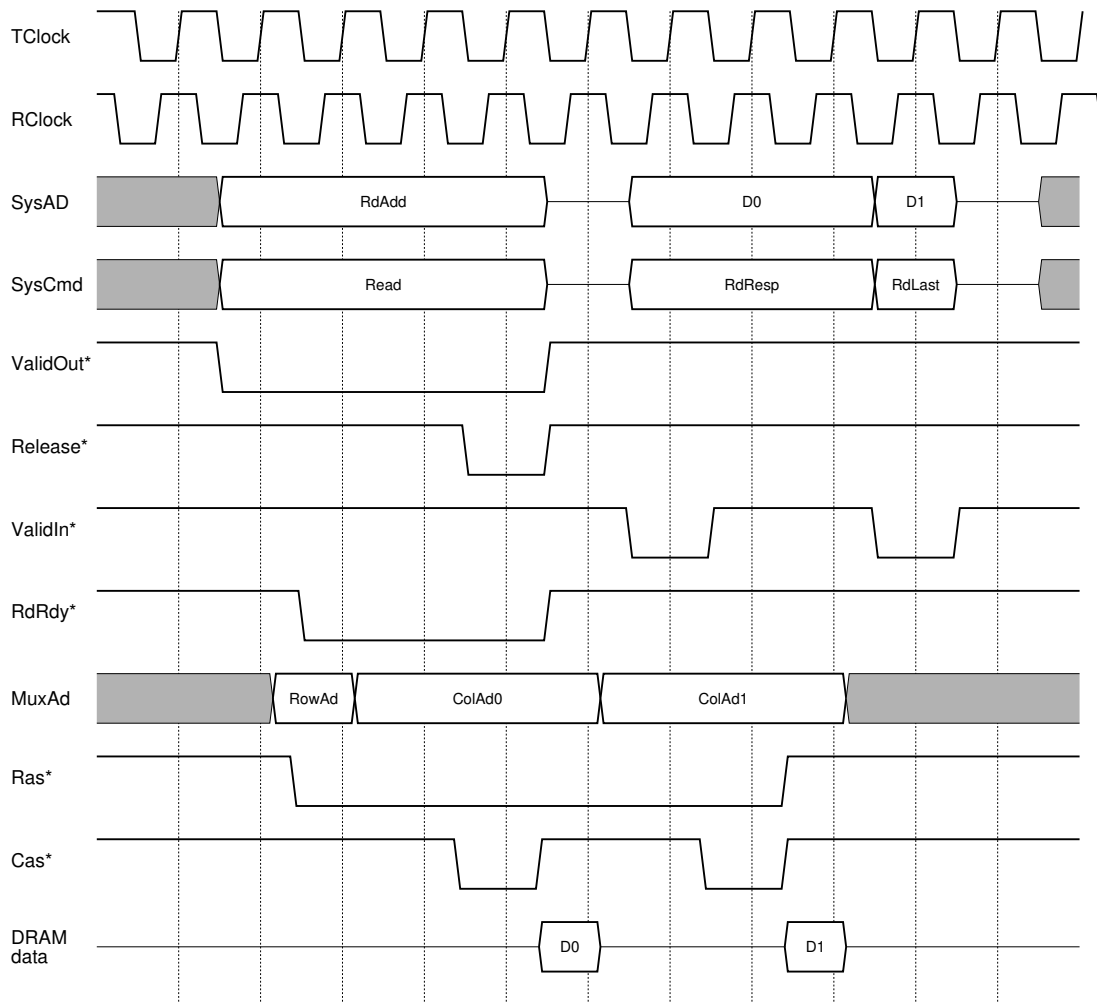 TClock
RClock
SysAD
RdAdd
D0
D1
SysCmd
Read
RdResp
RdLast
ValidOut*
Release*
ValidIn*
RdRdy*
MuxAd
RowAd
ColAd0
ColAd1
Ras*
Cas*
DRAM
data
D0
D1